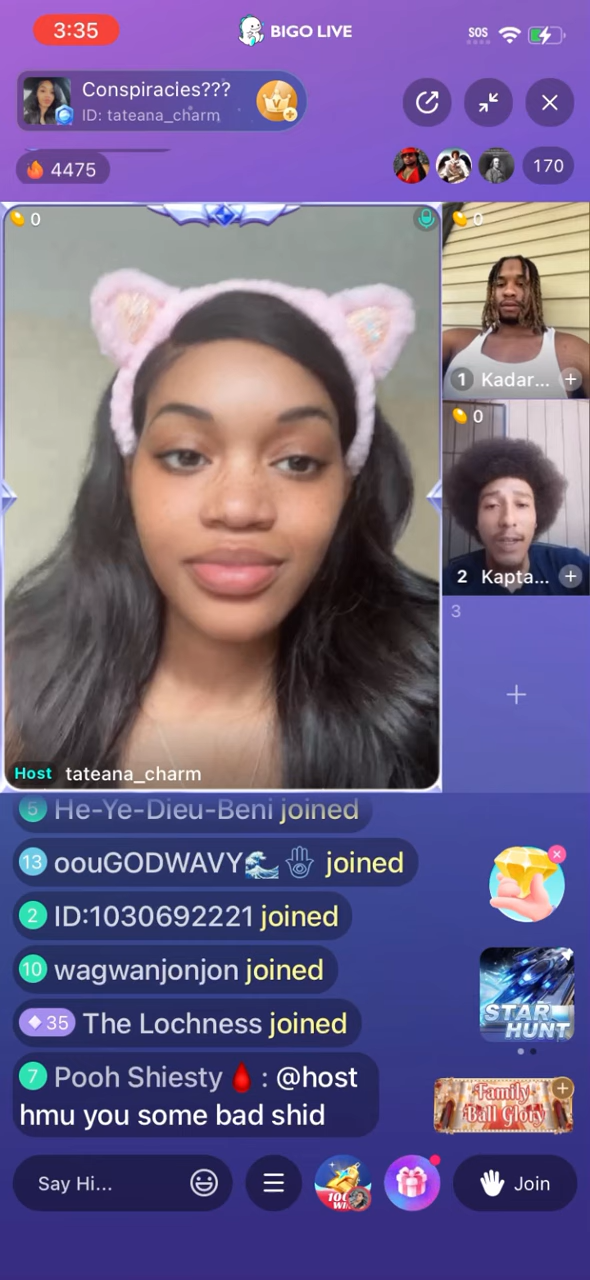 3:35
BIGO LIVE
SOS
Conspiracies???
ID: tateana_charm
4475
170
0
0
1 Kadar...
0
2 Kapta...
3
Host tateana_charm
5 He-Ye-Dieu-Beni joined
13 oouGODWAVY🌊🪬 joined
2 ID:1030692221 joined
10 wagwanjonjon joined
35 The Lochness joined
STAR HUNT
7 Pooh Shiesty🩸: @host
hmu you some bad shid
Family
Ball Glory
Say Hi...
Join